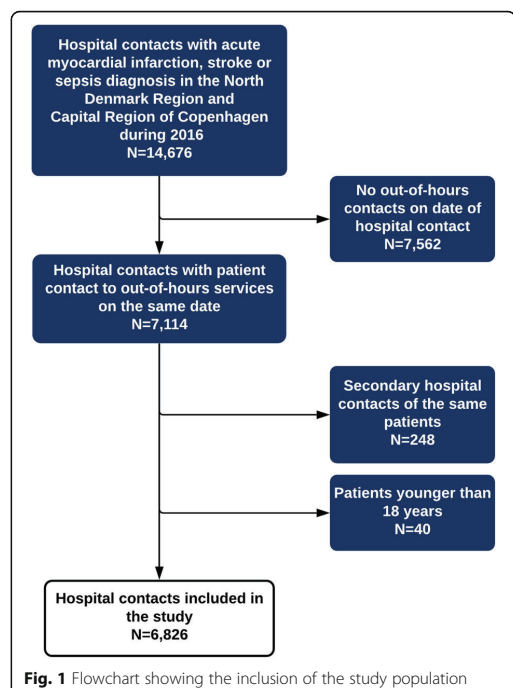 Hospital contacts with acute
myocardial infarction, stroke or
sepsis diagnosis in the North
Denmark Region and
Capital Region of Copenhagen
during 2016
N=14,676
No out-of-hours
contacts on date of
hospital contact
N=7,562
Hospital contacts with patient
contact to out-of-hours services
on the same date
N=7,114
Secondary hospital
contacts of the same
patients
N=248
Patients younger than
18 years
N=40
Hospital contacts included in
the study
N=6,826
Fig. 1 Flowchart showing the inclusion of the study population